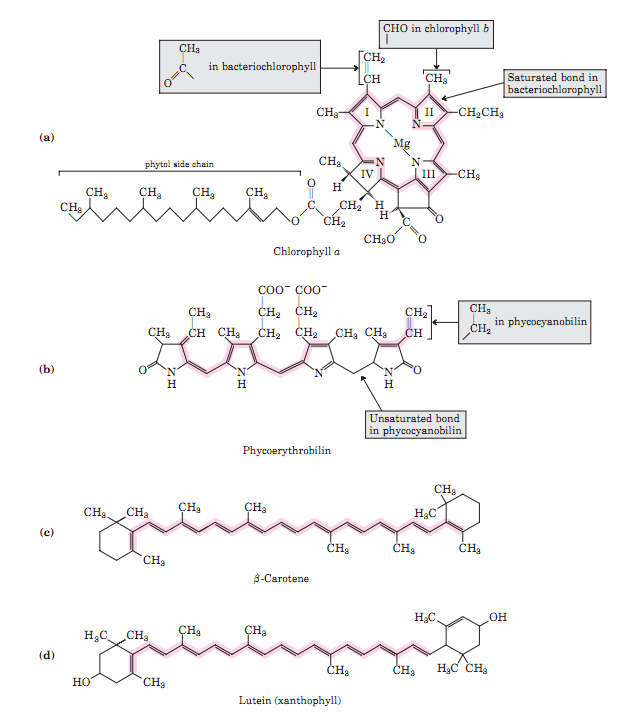 CHO in chlorophyll b
CH₃
C
O
in bacteriochlorophyll
CH₂
CH
CH₃
Saturated bond in
bacteriochlorophyll
CH₃
I
II
CH₂CH₃
N
N
Mg
(a)
phytol side chain
CH₃
N
N
IV
III
CH₃
H
CH₃
CH₃
CH₃
CH₃
CH₃
O
O
C
CH₂
CH₂
H
H
O
C
CH₃O
O
Chlorophyll a
COO⁻ COO⁻
CH₃
CH₂
CH₂
CH₂
CH₃
CH₂
in phycocyanobilin
CH₃
CH
CH₃
CH₂
CH₂
CH₃
CH₃
CH
(b)
O
N
H
N
H
N
N
H
O
Unsaturated bond
in phycocyanobilin
Phycoerythrobilin
CH₃
CH₃
CH₃
CH₃
CH₃
H₃C
(c)
CH₃
CH₃
CH₃
CH₃
β-Carotene
H₃C
CH₃
CH₃
CH₃
H₃C
OH
(d)
HO
CH₃
CH₃
CH₃
H₃C
CH₃
Lutein (xanthophyll)